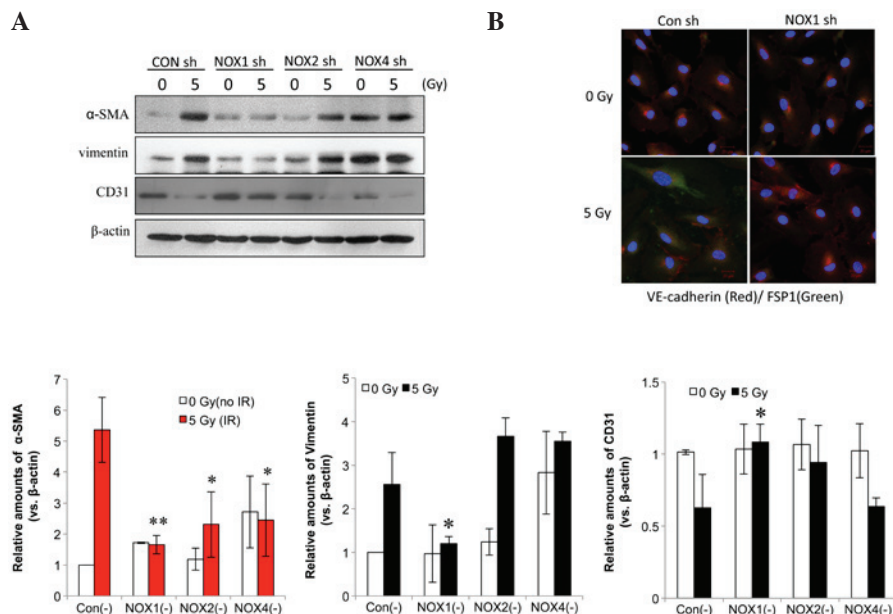 A
CON sh NOX1 sh NOX2 sh NOX4 sh
0 5 0 5 0 5 0 5 (Gy)
α-SMA
vimentin
CD31
β-actin
B
Con sh NOX1 sh
0 Gy
5 Gy
VE-cadherin (Red)/ FSP1(Green)
Relative amounts of α-SMA
(vs. β-actin)
7
6
5
4
3
2
1
0
0 Gy(no IR)
5 Gy (IR)
** * *
Con(-) NOX1(-) NOX2(-) NOX4(-)
Relative amounts of Vimentin
(vs. β-actin)
5
4
3
2
1
0
0 Gy 5 Gy
*
Con(-) NOX1(-) NOX2(-) NOX4(-)
Relative amounts of CD31
(vs. β-actin)
1.5
1
0.5
0
0 Gy 5 Gy
*
Con(-) NOX1(-) NOX2(-) NOX4(-)